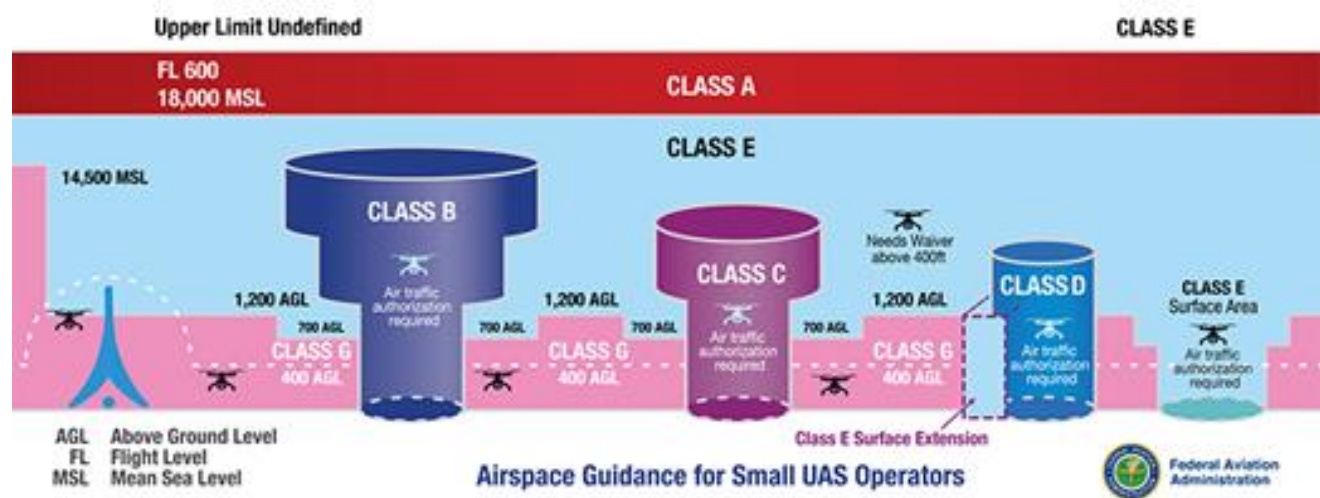 Upper Limit Undefined
CLASS E
FL 600
18,000 MSL
CLASS A
CLASS E
14,500 MSL
CLASS B
Air traffic
authorization
required
CLASS C
Air traffic
authorization
required
Needs Waiver
above 400ft
CLASS D
Air traffic
authorization
required
CLASS E
Surface Area
Air traffic
authorization
required
1,200 AGL
700 AGL
CLASS G
400 AGL
700 AGL
1,200 AGL
CLASS G
400 AGL
700 AGL
700 AGL
1,200 AGL
CLASS G
400 AGL
Class E Surface Extension
AGL Above Ground Level
FL Flight Level
MSL Mean Sea Level
Airspace Guidance for Small UAS Operators
Federal Aviation
Administration